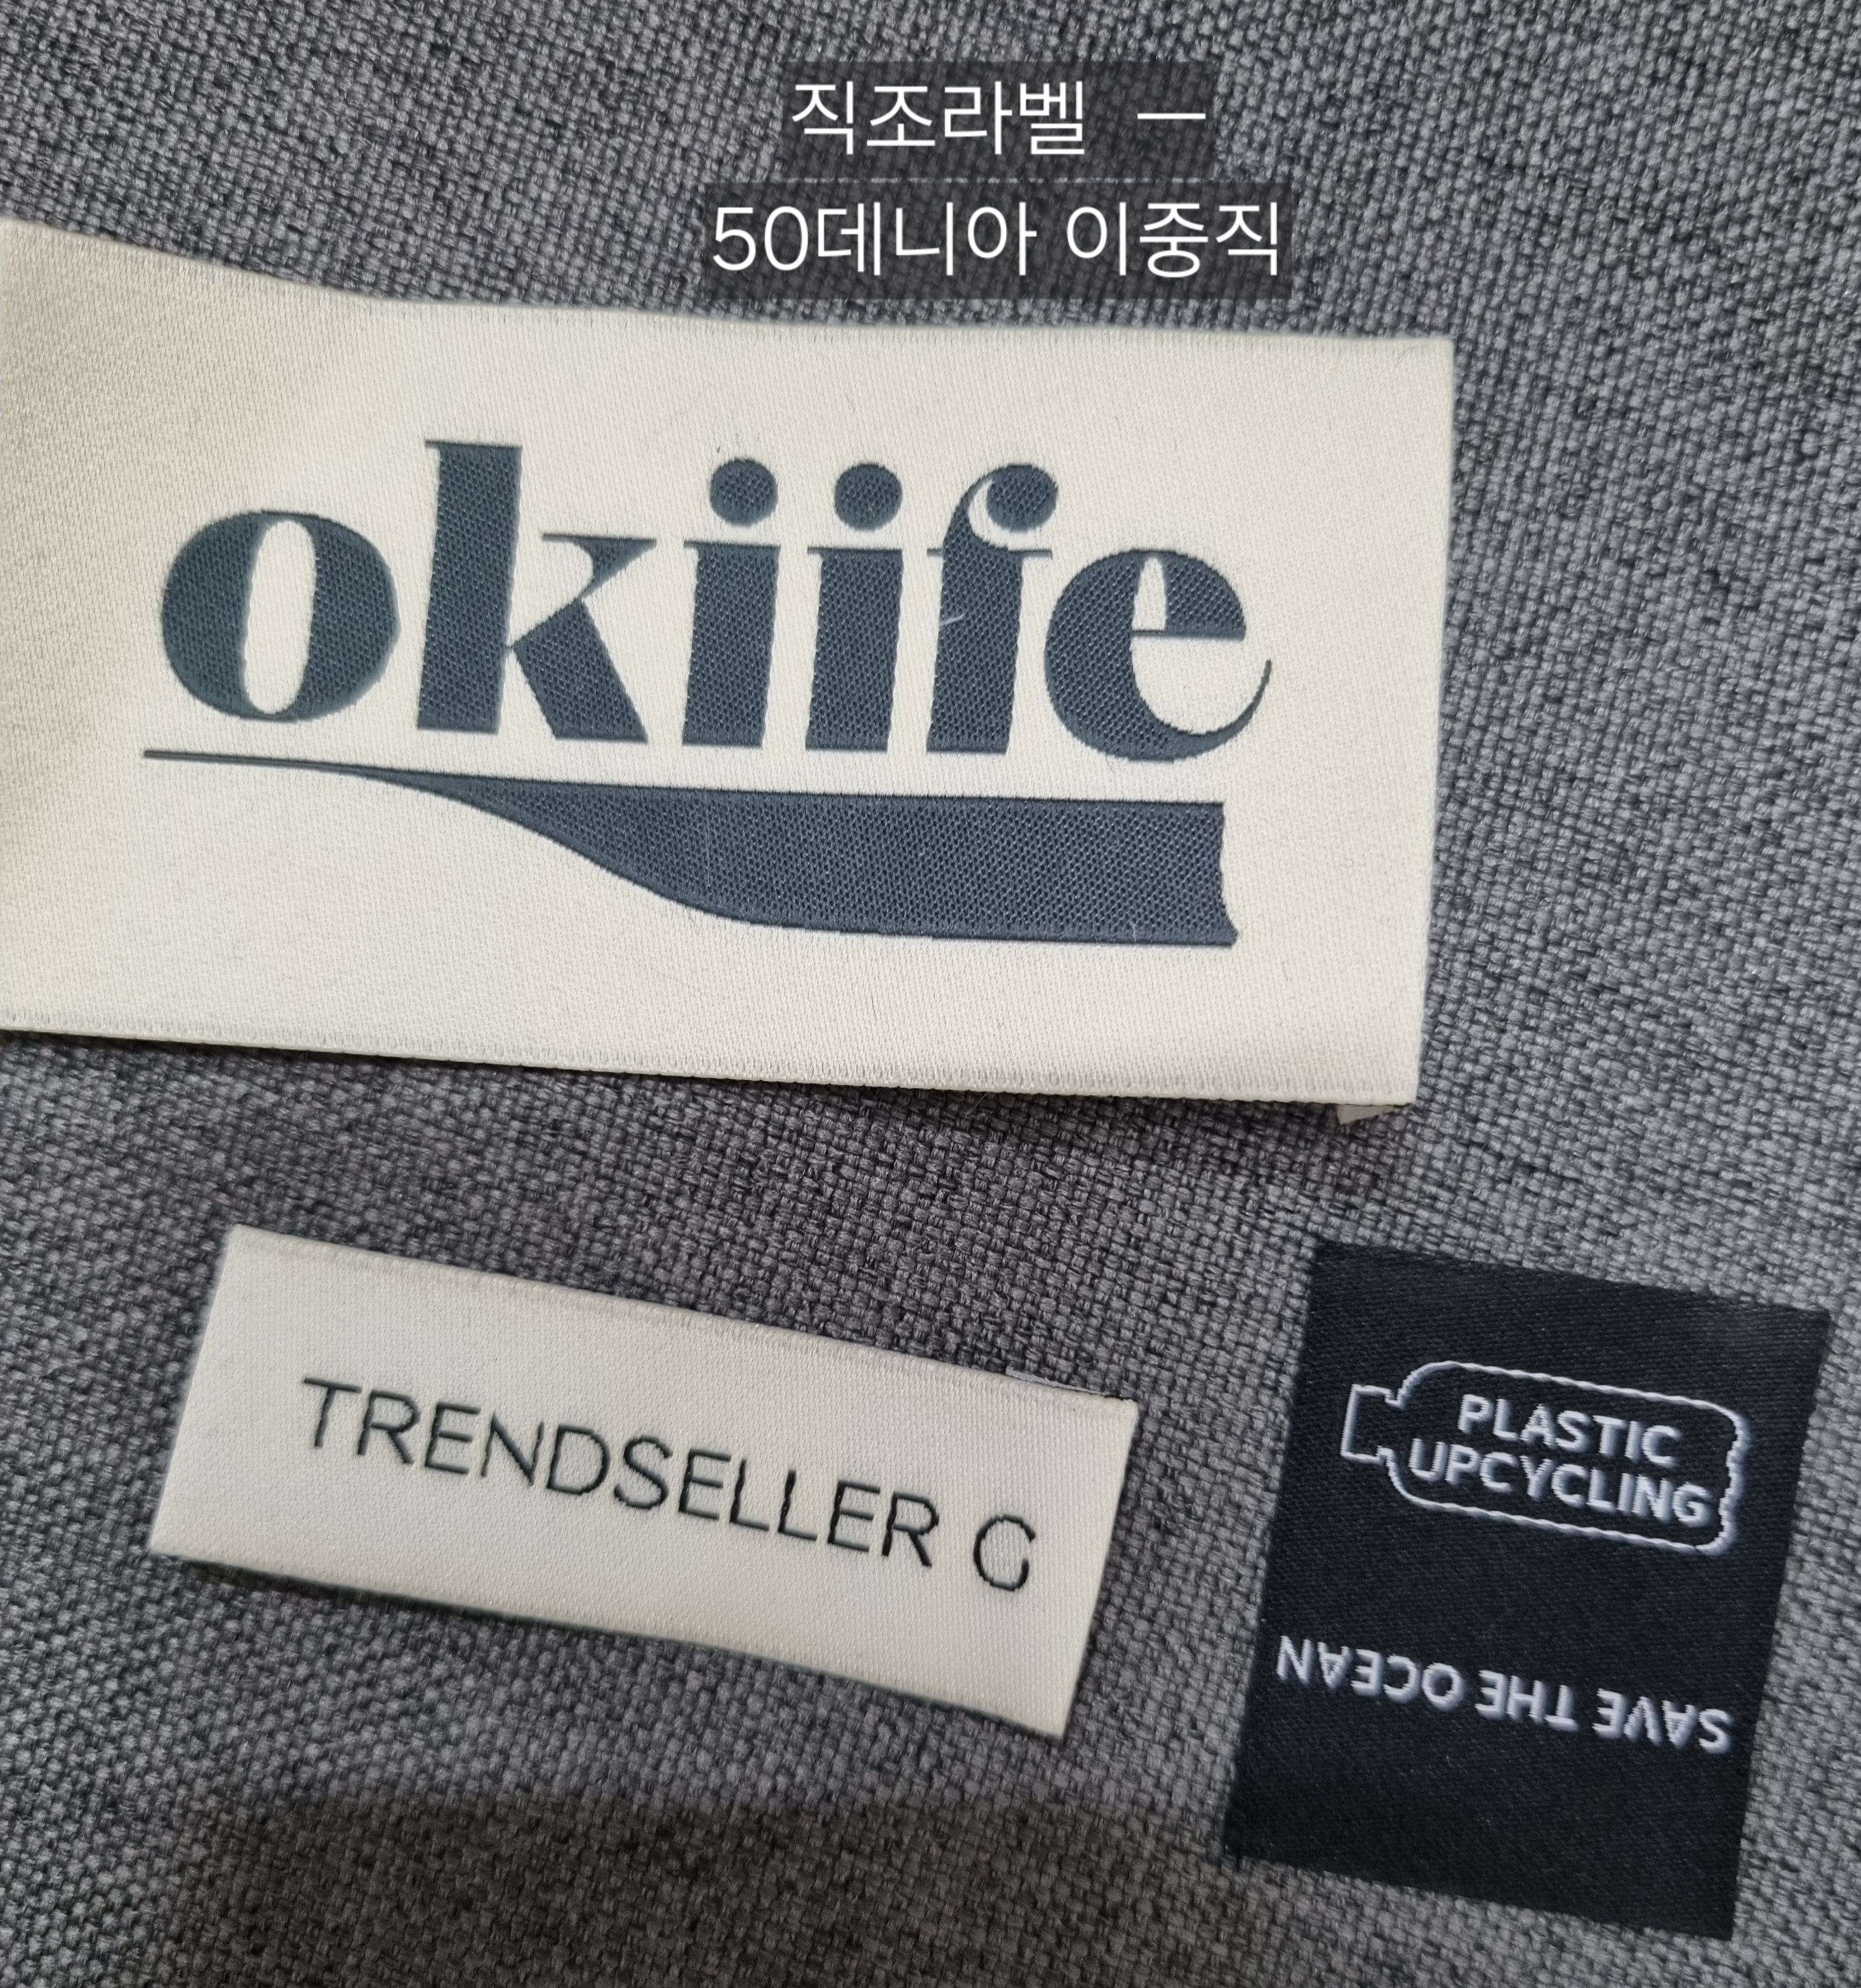 직조라벨 —
50데니아 이중직
okiife
TRENDSELLER G
PLASTIC
UPCYCLING
SAVE THE OCEAN